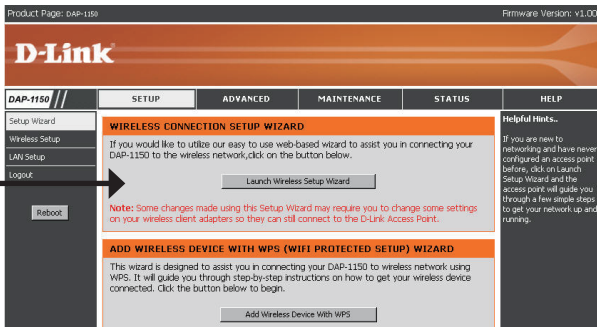 Product Page: DAP-1150
Firmware Version: v1.00
D-Link
DAP-1150
SETUP
ADVANCED
MAINTENANCE
STATUS
HELP
Setup Wizard
Wireless Setup
LAN Setup
Logout
Reboot
WIRELESS CONNECTION SETUP WIZARD
If you would like to utilize our easy to use web-based wizard to assist you in connecting your
DAP-1150 to the wireless network,click on the button below.
Launch Wireless Setup Wizard
Note: Some changes made using this Setup Wizard may require you to change some settings
on your wireless client adapters so they can still connect to the D-Link Access Point.
ADD WIRELESS DEVICE WITH WPS (WIFI PROTECTED SETUP) WIZARD
This wizard is designed to assist you in connecting your DAP-1150 to wireless network using
WPS. It will guide you through step-by-step instructions on how to get your wireless device
connected. Click the button below to begin.
Add Wireless Device With WPS
Helpful Hints..
If you are new to
networking and have never
configured an access point
before, click on Launch
Setup Wizard and the
access point will guide you
through a few simple steps
to get your network up and
running.